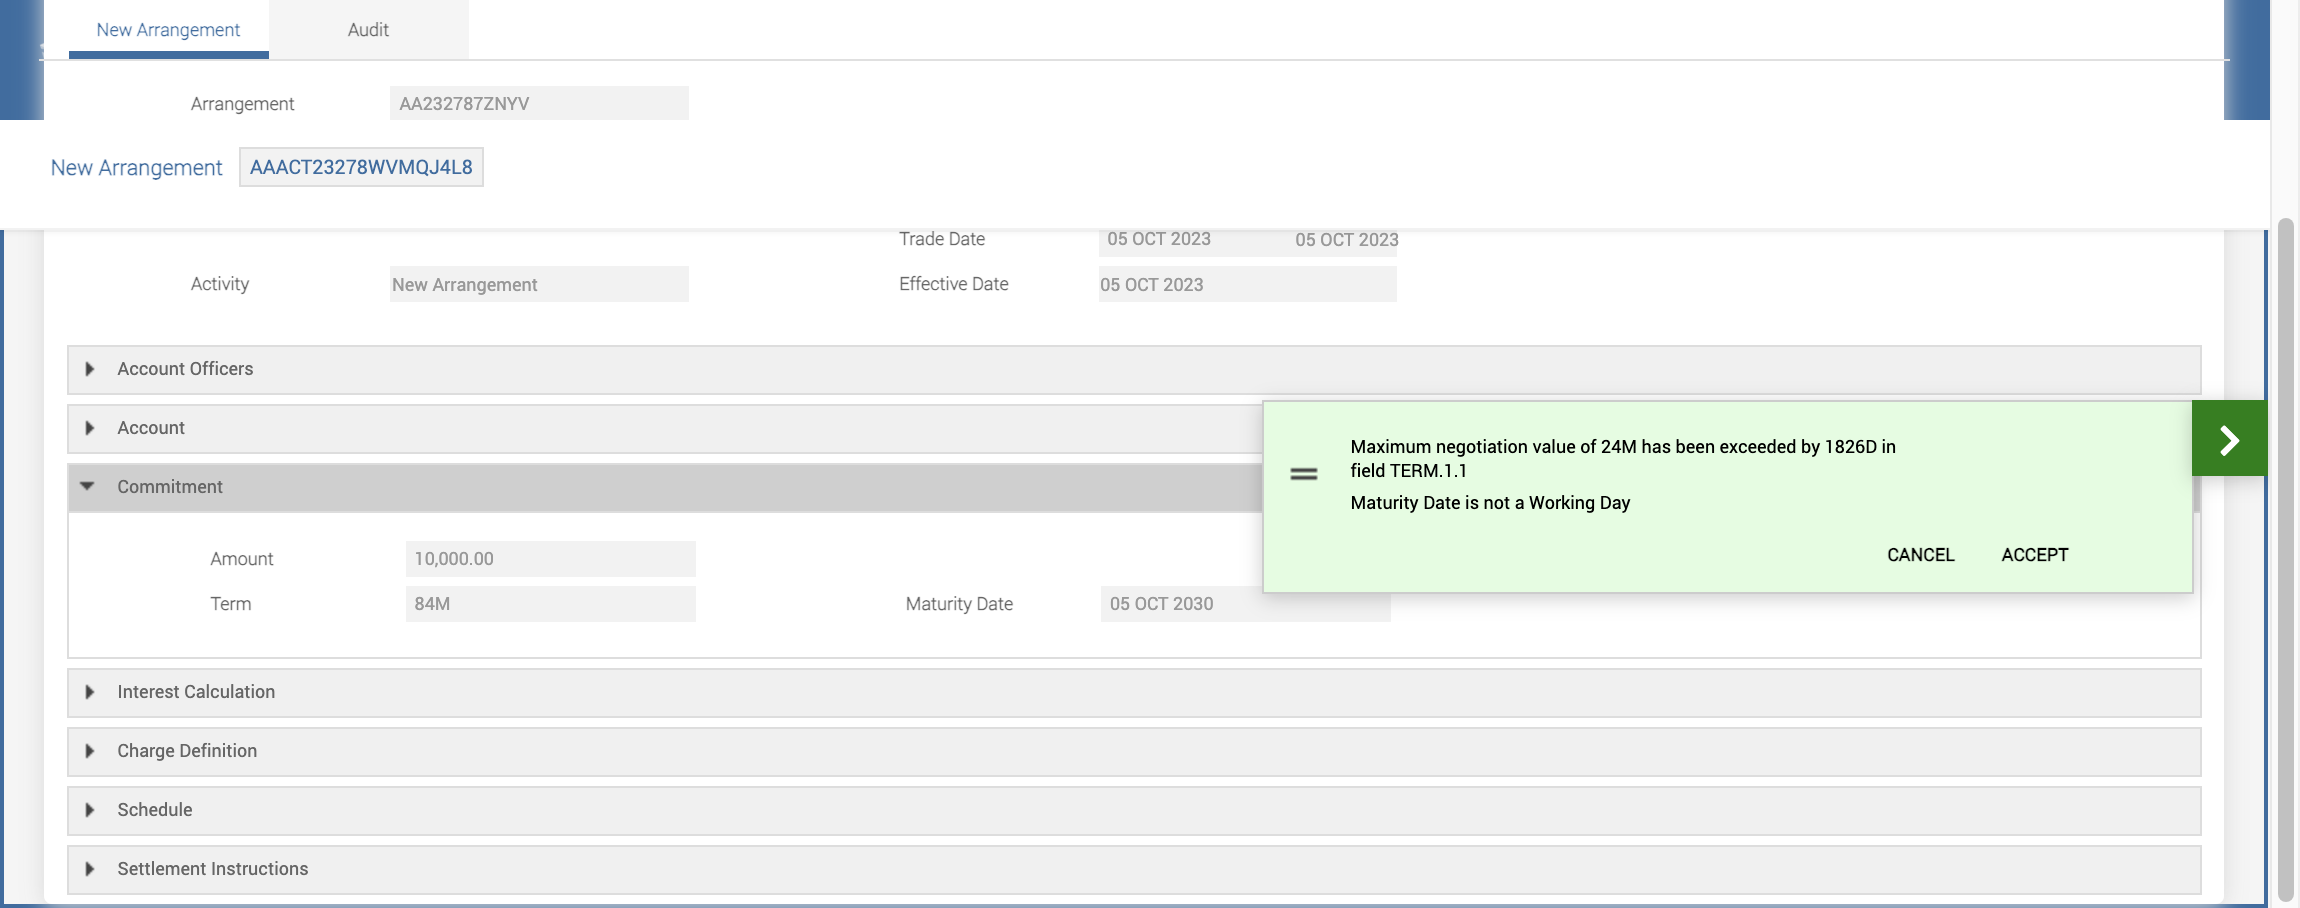 New Arrangement
Audit
Arrangement
AA232787ZNYV
New Arrangement
AAACT23278WVMQJ4L8
Trade Date
05 OCT 2023
05 OCT 2023
Activity
New Arrangement
Effective Date
05 OCT 2023
Account Officers
Account
Maximum negotiation value of 24M has been exceeded by 1826D in
field TERM.1.1
Maturity Date is not a Working Day
CANCEL
ACCEPT
Commitment
Amount
10,000.00
Term
84M
Maturity Date
05 OCT 2030
Interest Calculation
Charge Definition
Schedule
Settlement Instructions